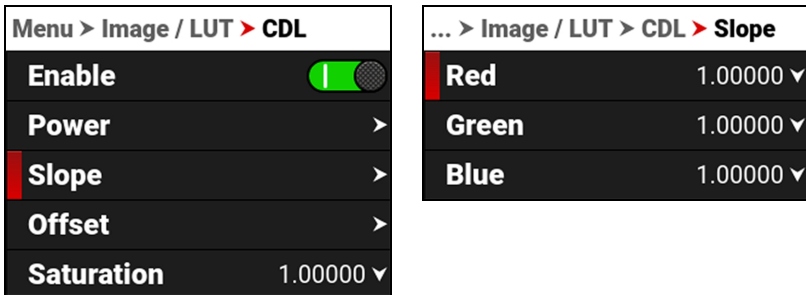 Menu > Image / LUT > CDL
Enable
Power >
Slope >
Offset >
Saturation 1.00000
... > Image / LUT > CDL > Slope
Red 1.00000
Green 1.00000
Blue 1.00000